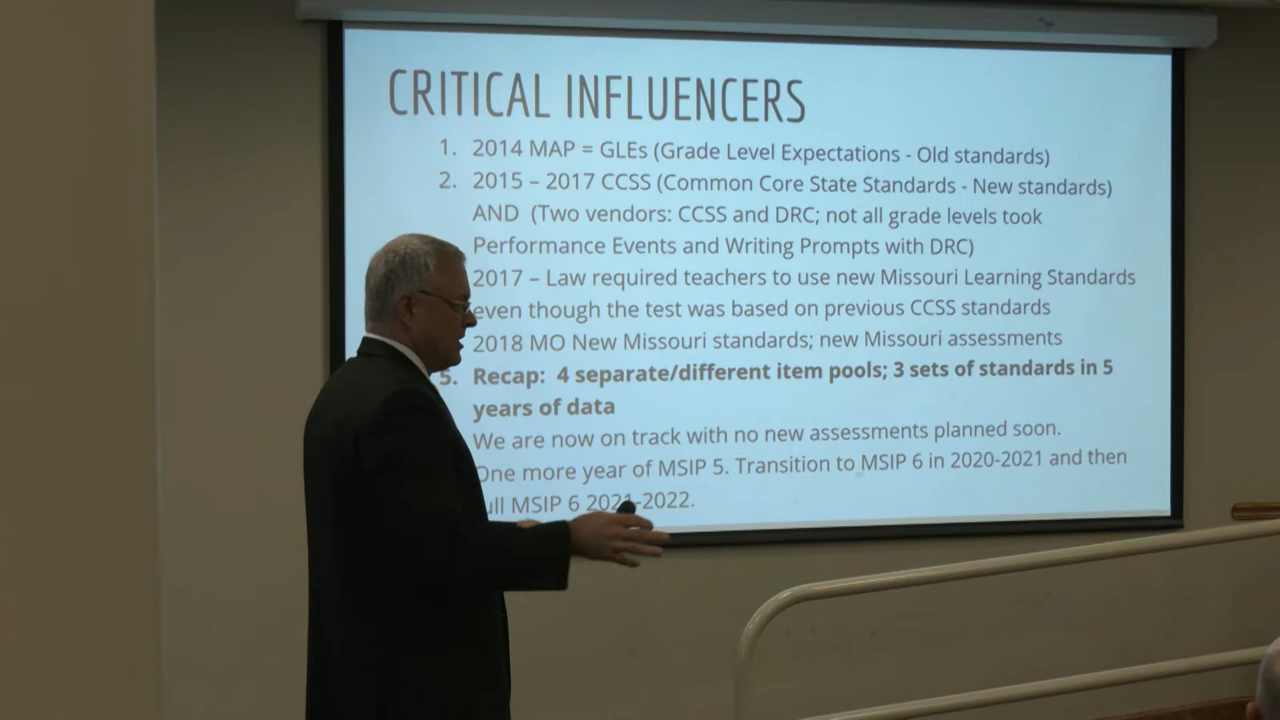 CRITICAL INFLUENCERS
1. 2014 MAP = GLEs (Grade Level Expectations - Old standards)
2. 2015 – 2017 CCSS (Common Core State Standards - New standards)
AND (Two vendors: CCSS and DRC; not all grade levels took
Performance Events and Writing Prompts with DRC)
2017 – Law required teachers to use new Missouri Learning Standards
even though the test was based on previous CCSS standards
2018 MO New Missouri standards; new Missouri assessments
5. Recap: 4 separate/different item pools; 3 sets of standards in 5
years of data
We are now on track with no new assessments planned soon.
One more year of MSIP 5. Transition to MSIP 6 in 2020-2021 and then
full MSIP 6 2021-2022.